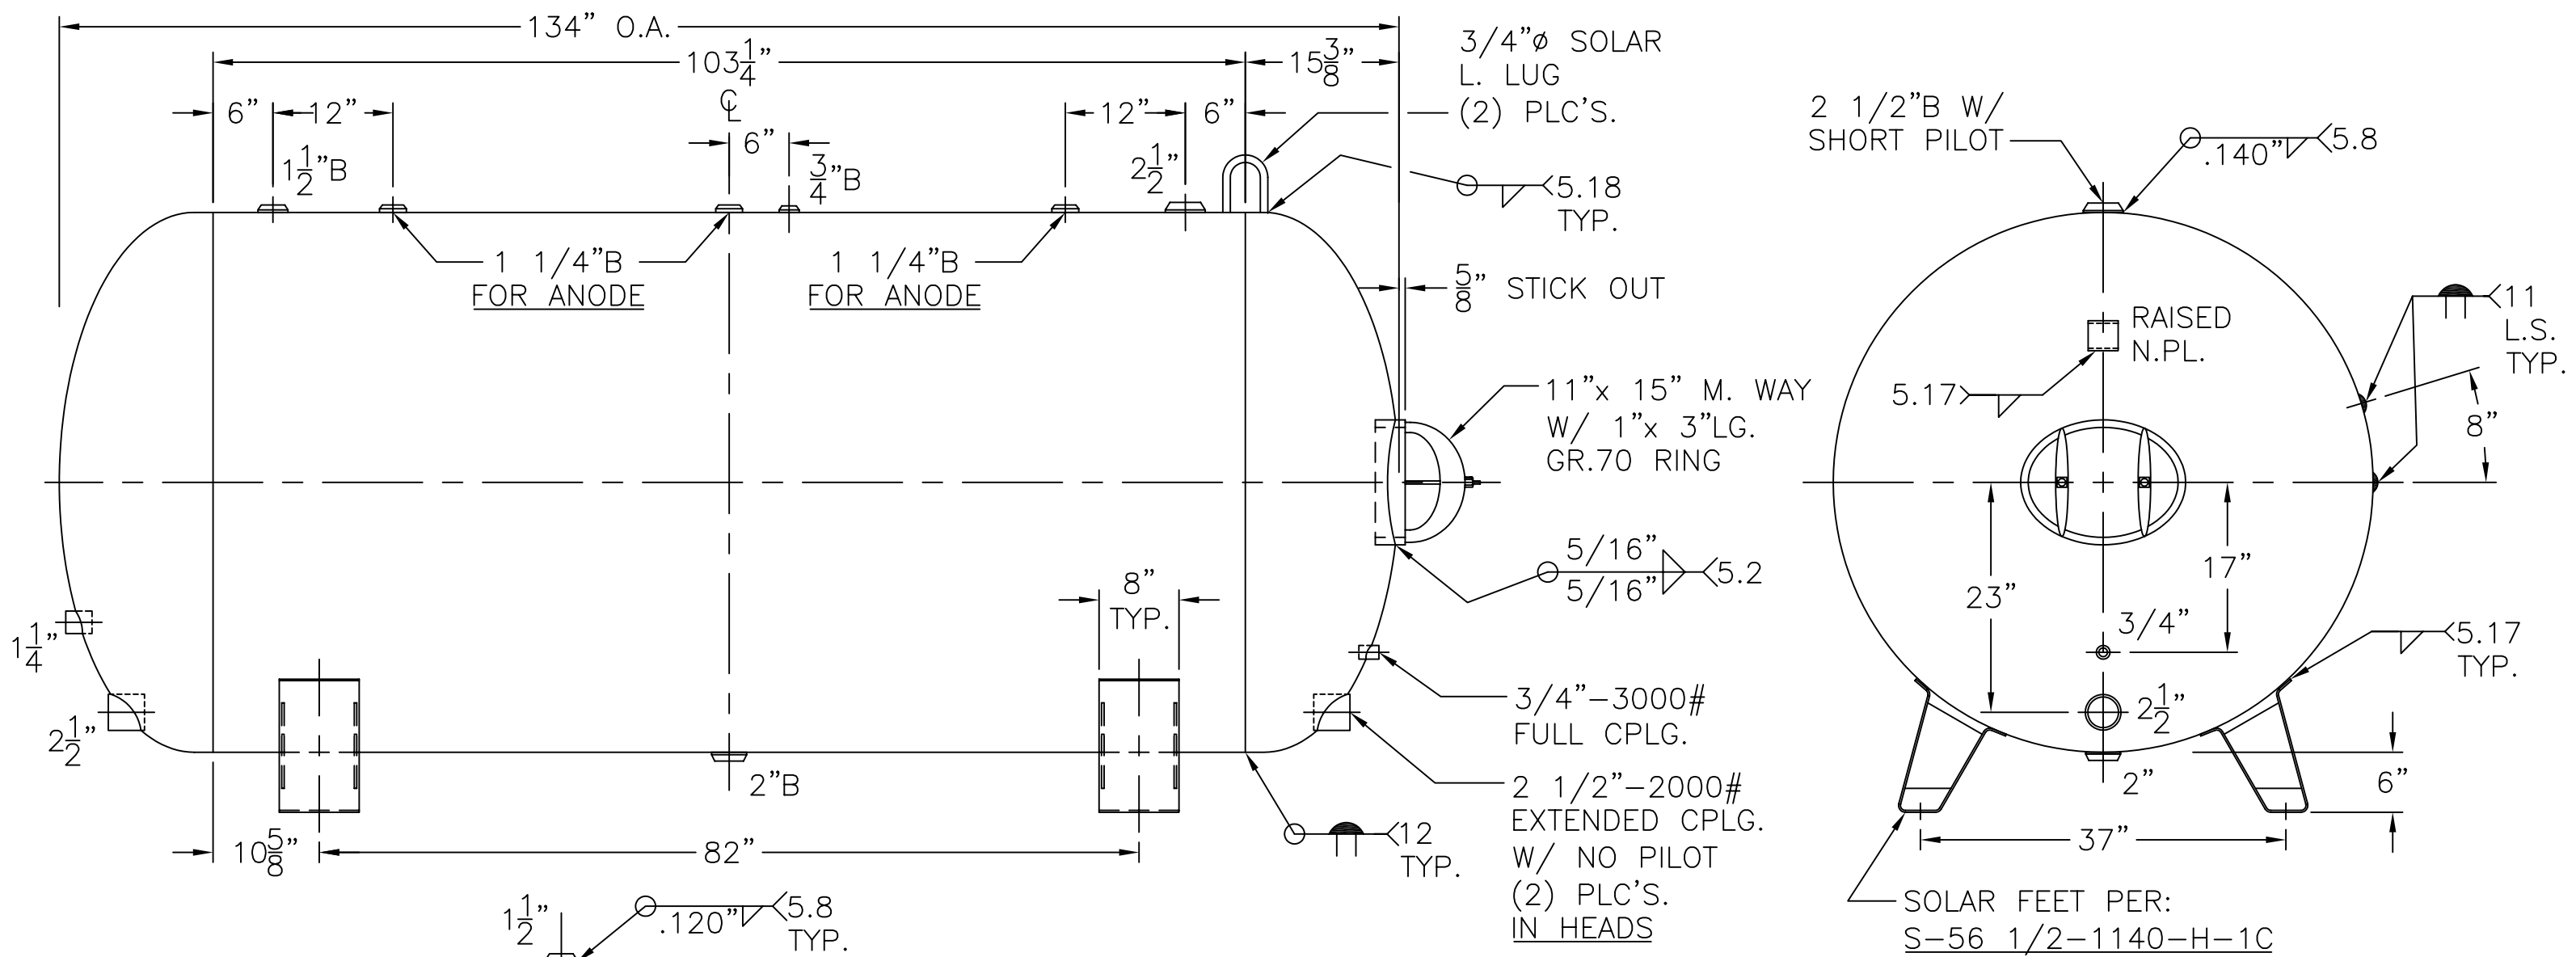 134" O.A.
103 1/4"
15 3/8"
3/4"ø SOLAR
L. LUG
(2) PLC'S.
6"
12"
℄
6"
12"
6"
1 1/2"B
3/4"B
2 1/2"
5.18
TYP.
1 1/4"B
FOR ANODE
1 1/4"B
FOR ANODE
5/8" STICK OUT
11"x 15" M. WAY
W/ 1"x 3"LG.
GR.70 RING
5/16"
5/16"
5.2
8"
TYP.
1 1/4"
2 1/2"
3/4"-3000#
FULL CPLG.
2 1/2"-2000#
EXTENDED CPLG.
W/ NO PILOT
(2) PLC'S.
IN HEADS
2"B
12
TYP.
10 5/8"
82"
1 1/2"
.120"
5.8
TYP.
2 1/2"B W/
SHORT PILOT
.140"
5.8
RAISED
N.PL.
5.17
11
L.S.
TYP.
8"
23"
17"
3/4"
5.17
TYP.
2 1/2"
2"
6"
37"
SOLAR FEET PER:
S-56 1/2-1140-H-1C